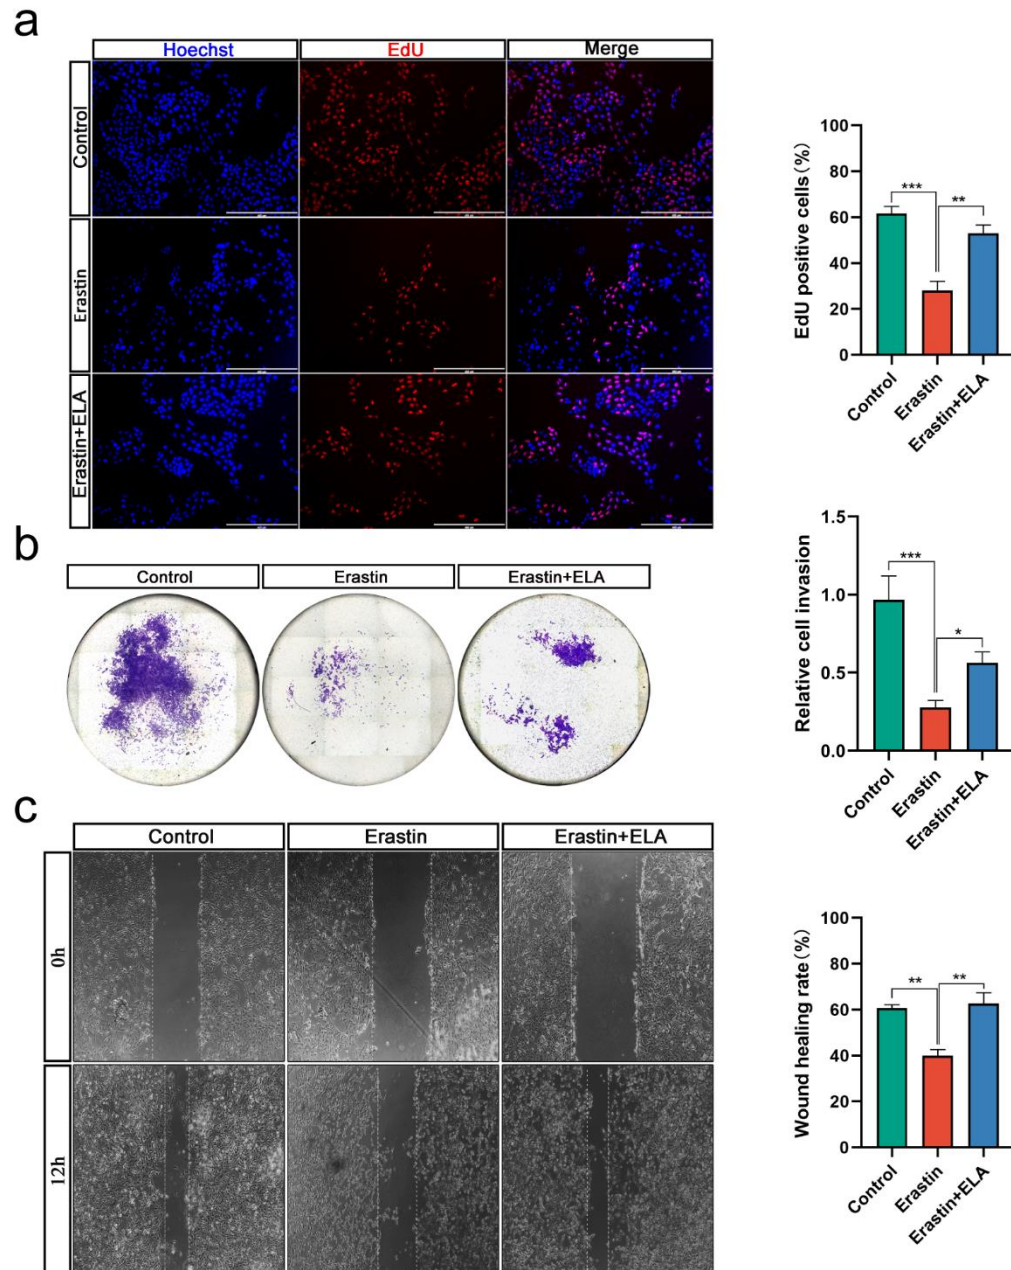 a
Hoechst EdU Merge
Control
Erastin
Erastin+ELA
100
80
60
40
20
0
EdU positive cells(%)
*** **
Control Erastin Erastin+ELA
b
Control Erastin Erastin+ELA
1.5
1.0
0.5
0.0
Relative cell invasion
***
*
Control Erastin Erastin+ELA
c
Control Erastin Erastin+ELA
0h
12h
100
80
60
40
20
0
Wound healing rate(%)
** **
Control Erastin Erastin+ELA